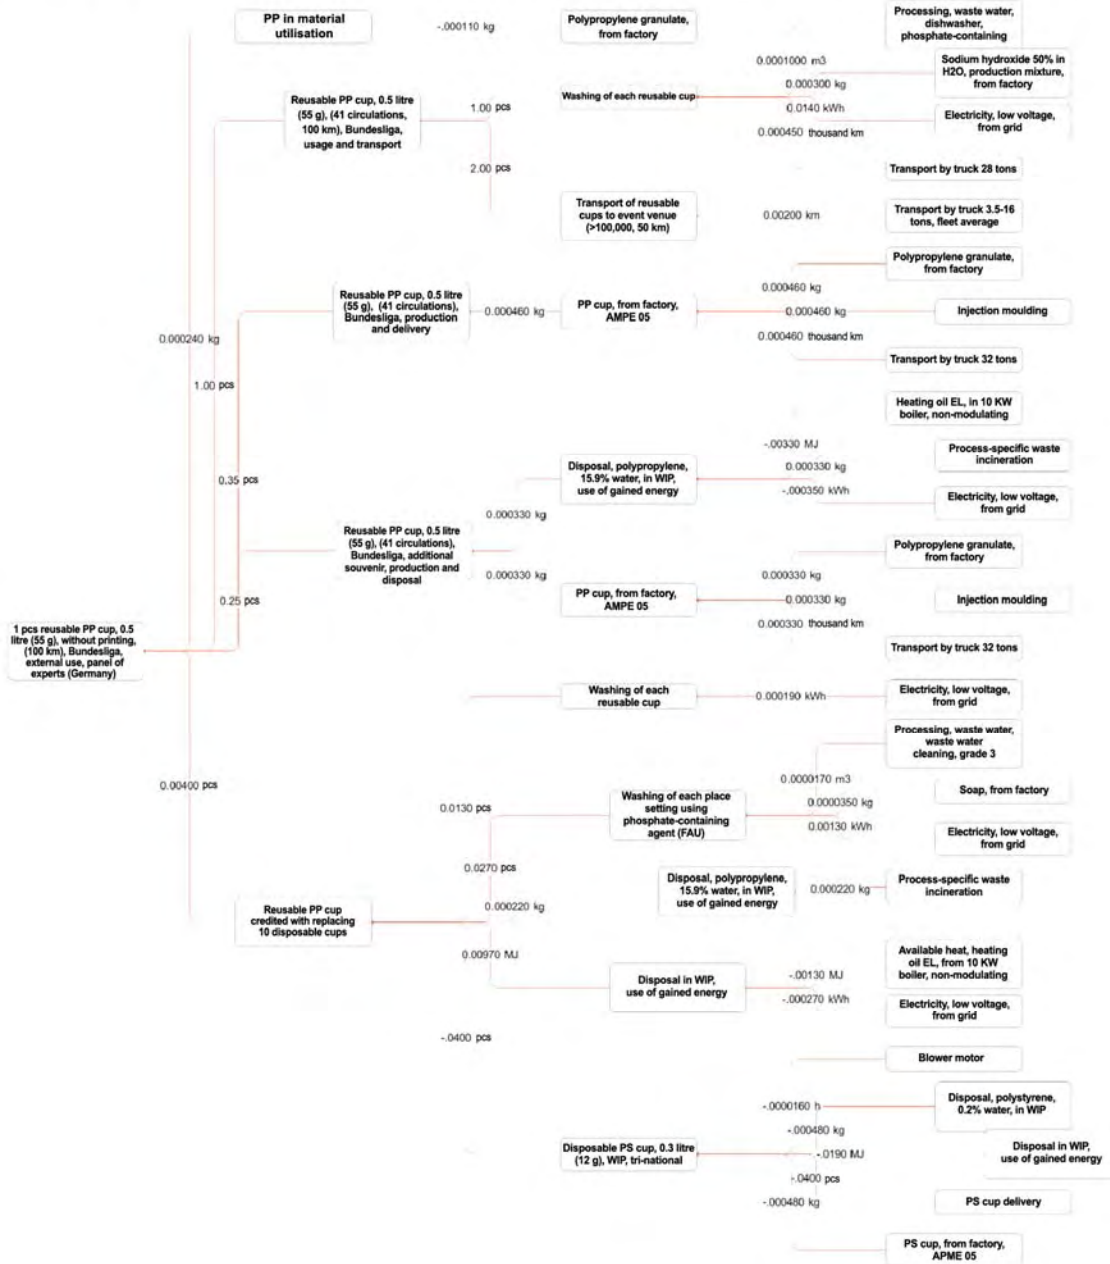 PP in material
utilisation
-.000110 kg
Polypropylene granulate,
from factory
Processing, waste water,
dishwasher,
phosphate-containing
Reusable PP cup, 0.5 litre
(55 g), (41 circulations,
100 km), Bundesliga,
usage and transport
1.00 pcs
2.00 pcs
Washing of each reusable cup
0.0001000 m3
0.000300 kg
0.0140 kWh
0.000450 thousand km
Sodium hydroxide 50% in
H2O, production mixture,
from factory
Electricity, low voltage,
from grid
Transport by truck 28 tons
Transport of reusable
cups to event venue
(>100,000, 50 km)
0.00200 km
Transport by truck 3.5-16
tons, fleet average
Polypropylene granulate,
from factory
Reusable PP cup, 0.5 litre
(55 g), (41 circulations),
Bundesliga, production
and delivery
0.000460 kg
PP cup, from factory,
AMPE 05
0.000460 kg
0.000460 kg
0.000460 thousand km
Injection moulding
Transport by truck 32 tons
0.000240 kg
1.00 pcs
0.35 pcs
0.25 pcs
Heating oil EL, in 10 KW
boiler, non-modulating
Disposal, polypropylene,
15.9% water, in WIP,
use of gained energy
-.00330 MJ
0.000330 kg
-.000350 kWh
Process-specific waste
incineration
Electricity, low voltage,
from grid
Reusable PP cup, 0.5 litre
(55 g), (41 circulations),
Bundesliga, additional
souvenir, production and
disposal
0.000330 kg
0.000330 kg
Polypropylene granulate,
from factory
PP cup, from factory,
AMPE 05
0.000330 kg
0.000330 kg
0.000330 thousand km
Injection moulding
Transport by truck 32 tons
1 pcs reusable PP cup, 0.5
litre (55 g), without printing,
(100 km), Bundesliga,
external use, panel of
experts (Germany)
Washing of each
reusable cup
0.000190 kWh
Electricity, low voltage,
from grid
Processing, waste water,
waste water
cleaning, grade 3
0.00400 pcs
0.0130 pcs
Washing of each place
setting using
phosphate-containing
agent (FAU)
0.0000170 m3
0.0000350 kg
0.00130 kWh
Soap, from factory
Electricity, low voltage,
from grid
0.0270 pcs
Disposal, polypropylene,
15.9% water, in WIP,
use of gained energy
0.000220 kg
Process-specific waste
incineration
Reusable PP cup
credited with replacing
10 disposable cups
0.000220 kg
0.00970 MJ
Disposal in WIP,
use of gained energy
-.00130 MJ
-.000270 kWh
Available heat, heating
oil EL, from 10 KW
boiler, non-modulating
Electricity, low voltage,
from grid
-.0400 pcs
Blower motor
Disposable PS cup, 0.3 litre
(12 g), WIP, tri-national
-.0000160 h
-.000480 kg
-.0190 MJ
-.0400 pcs
-.000480 kg
Disposal, polystyrene,
0.2% water, in WIP
Disposal in WIP,
use of gained energy
PS cup delivery
PS cup, from factory,
APME 05